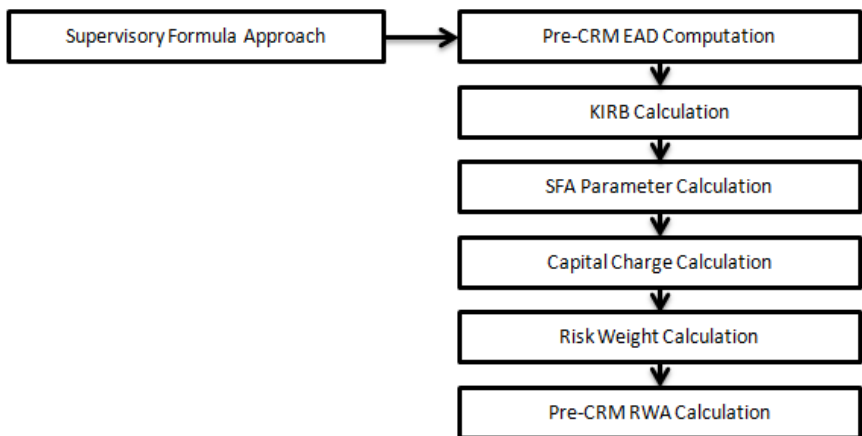 Supervisory Formula Approach
Pre-CRM EAD Computation
KIRB Calculation
SFA Parameter Calculation
Capital Charge Calculation
Risk Weight Calculation
Pre-CRM RWA Calculation